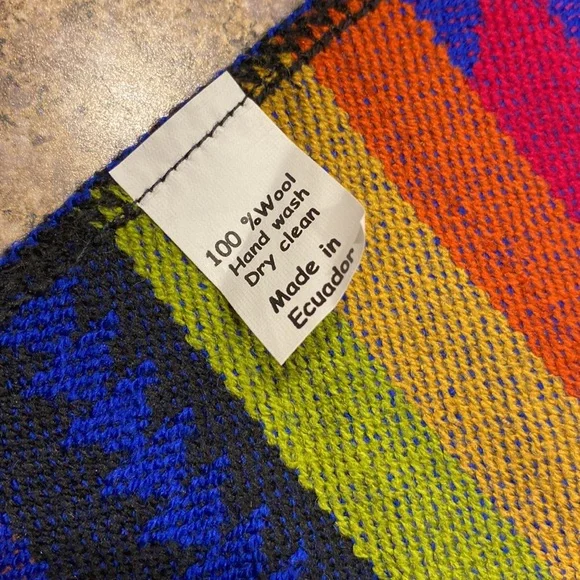 100 %Wool
Hand wash
Dry clean
Made in
Ecuador